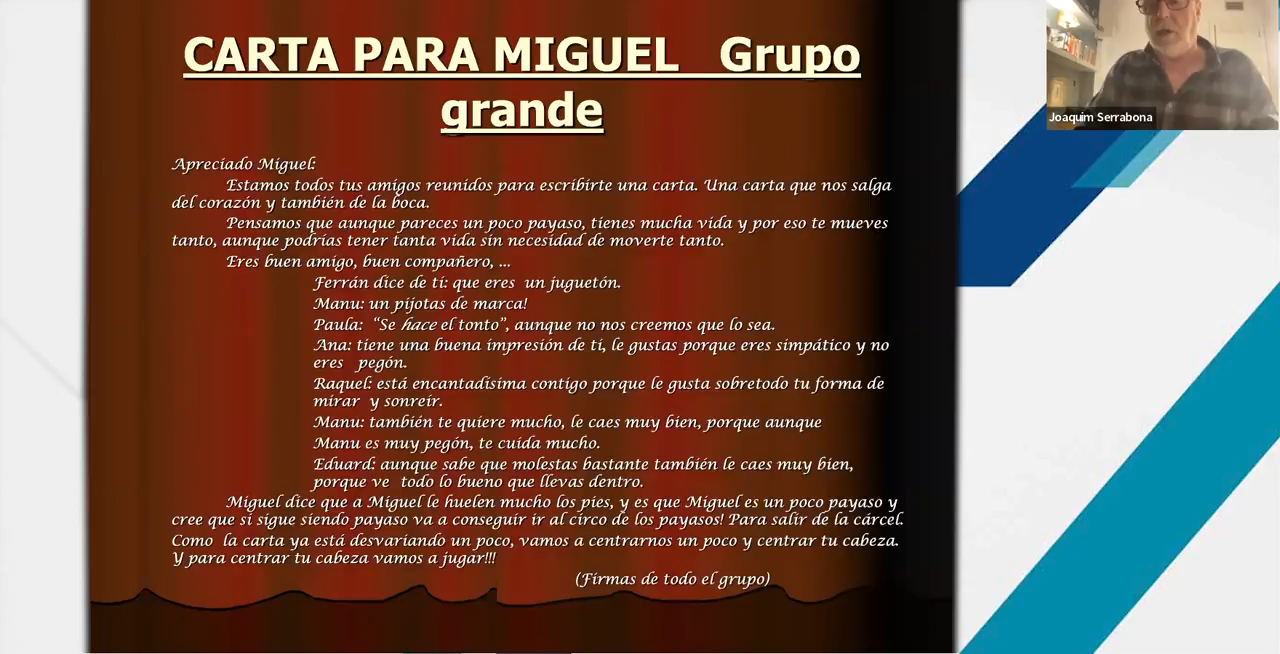 CARTA PARA MIGUEL Grupo
grande
Joaquim Serrabona
Apreciado Miguel:
Estamos todos tus amigos reunidos para escribirte una carta. Una carta que nos salga
del corazón y también de la boca.
Pensamos que aunque pareces un poco payaso, tienes mucha vida y por eso te mueves
tanto, aunque podrías tener tanta vida sin necesidad de moverte tanto.
Eres buen amigo, buen compañero, ...
Ferrán dice de ti: que eres un juguetón.
Manu: un pijotas de marca!
Paula: “Se hace el tonto”, aunque no nos creemos que lo sea.
Ana: tiene una buena impresión de ti, le gustas porque eres simpático y no
eres pegón.
Raquel: está encantadísima contigo porque le gusta sobretodo tu forma de
mirar y sonreír.
Manu: también te quiere mucho, le caes muy bien, porque aunque
Manu es muy pegón, te cuida mucho.
Eduard: aunque sabe que molestas bastante también le caes muy bien,
porque ve todo lo bueno que llevas dentro.
Miguel dice que a Miguel le huelen mucho los pies, y es que Miguel es un poco payaso y
cree que si sigue siendo payaso va a conseguir ir al circo de los payasos! Para salir de la cárcel.
Como la carta ya está desvariando un poco, vamos a centrarnos un poco y centrar tu cabeza.
Y para centrar tu cabeza vamos a jugar!!!
(Firmas de todo el grupo)